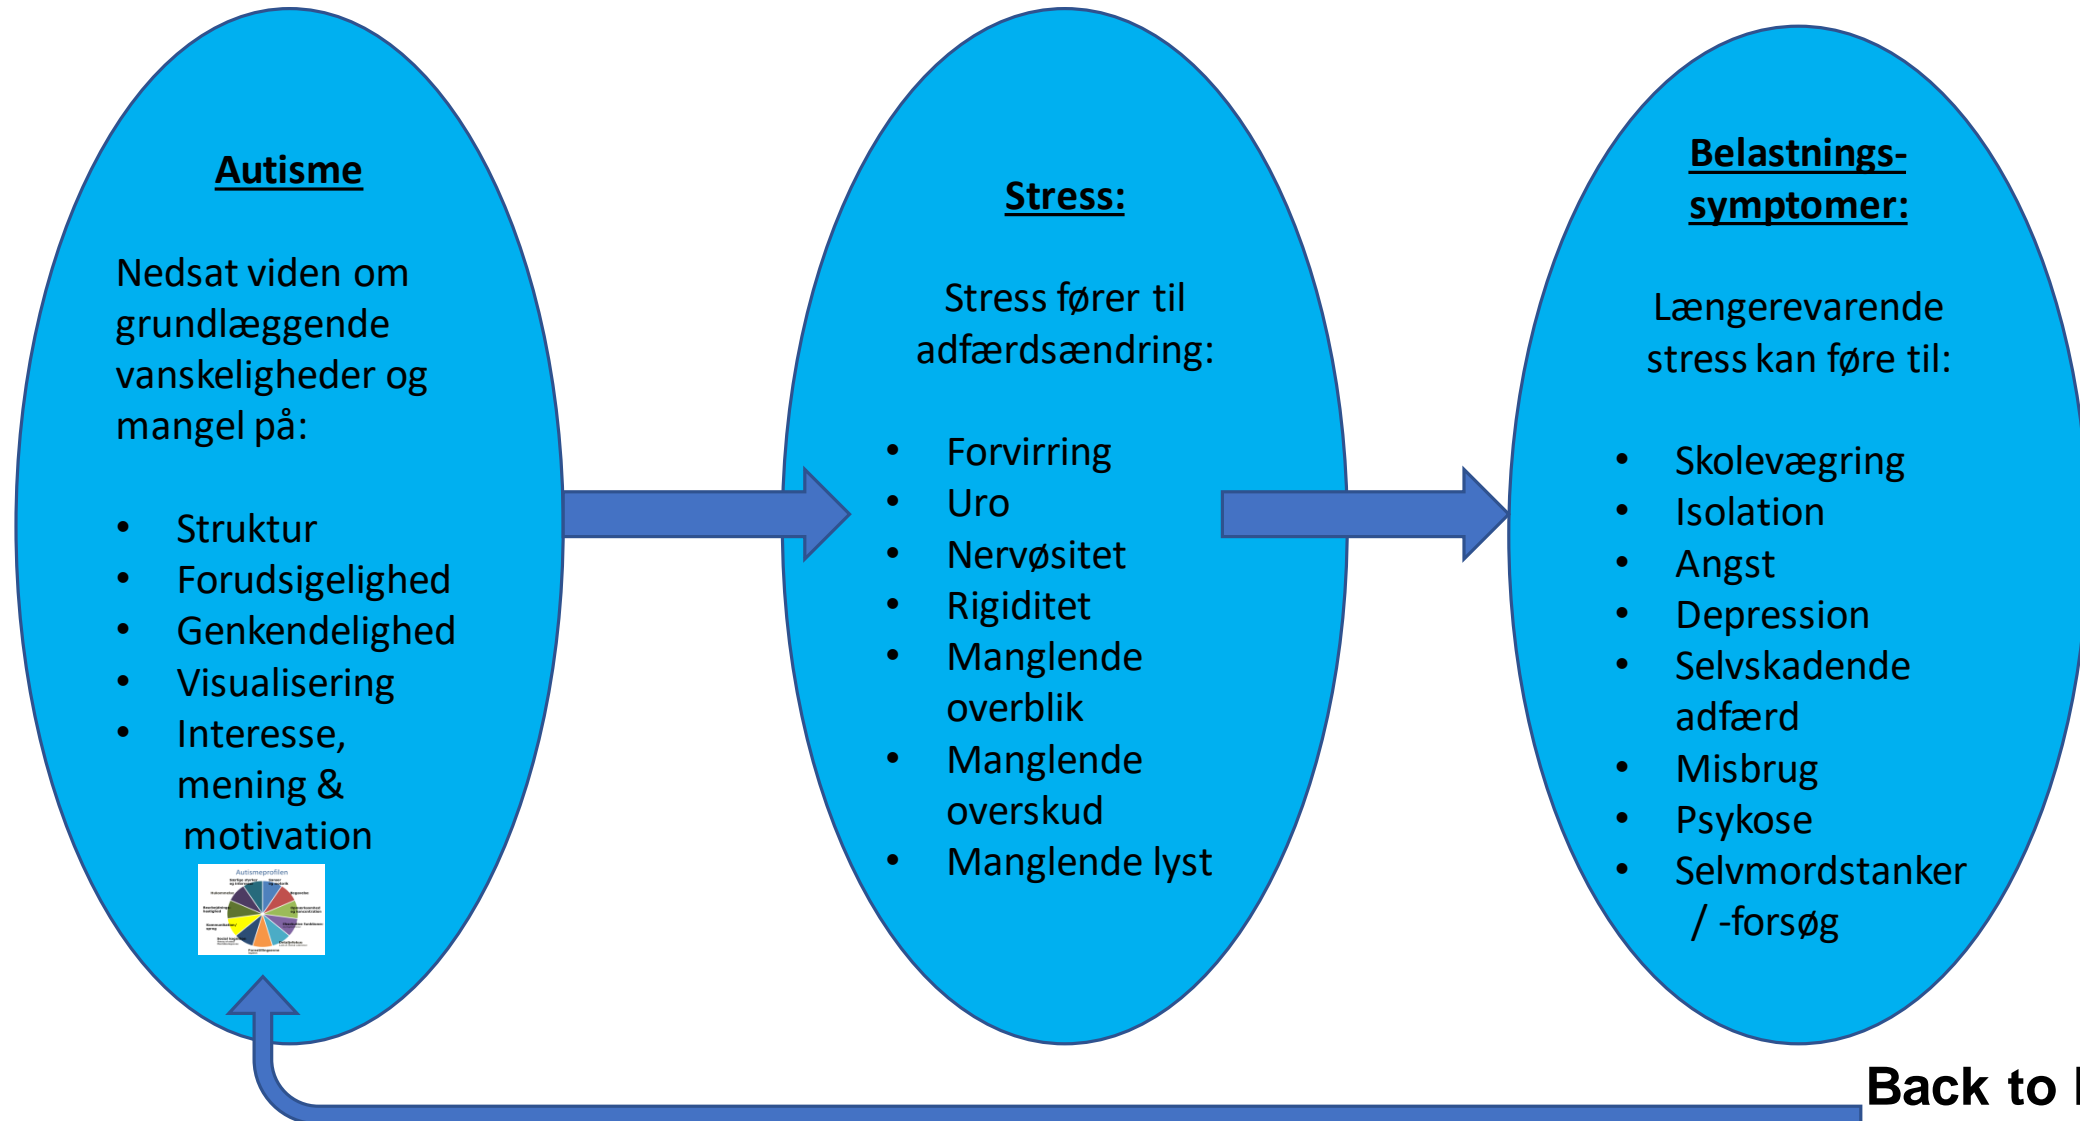 Autisme
Nedsat viden om
grundlæggende
vanskeligheder og
mangel på:
• Struktur
• Forudsigelighed
• Genkendelighed
• Visualisering
• Interesse,
mening &
motivation
Autismeprofilen
Stress:
Stress fører til
adfærdsændring:
• Forvirring
• Uro
• Nervøsitet
• Rigiditet
• Manglende
overblik
• Manglende
overskud
• Manglende lyst
Belastnings-
symptomer:
Længerevarende
stress kan føre til:
• Skolevægring
• Isolation
• Angst
• Depression
• Selvskadende
adfærd
• Misbrug
• Psykose
• Selvmordstanker
/ -forsøg
Back to